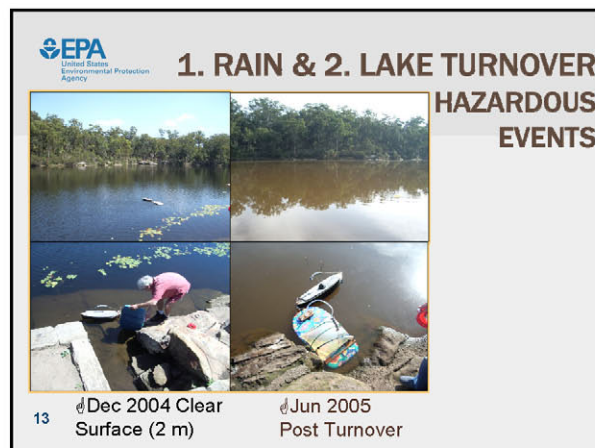 EPA
United States
Environmental Protection
Agency
1. RAIN & 2. LAKE TURNOVER
HAZARDOUS
EVENTS
☝Dec 2004 Clear
Surface (2 m)
☝Jun 2005
Post Turnover
13